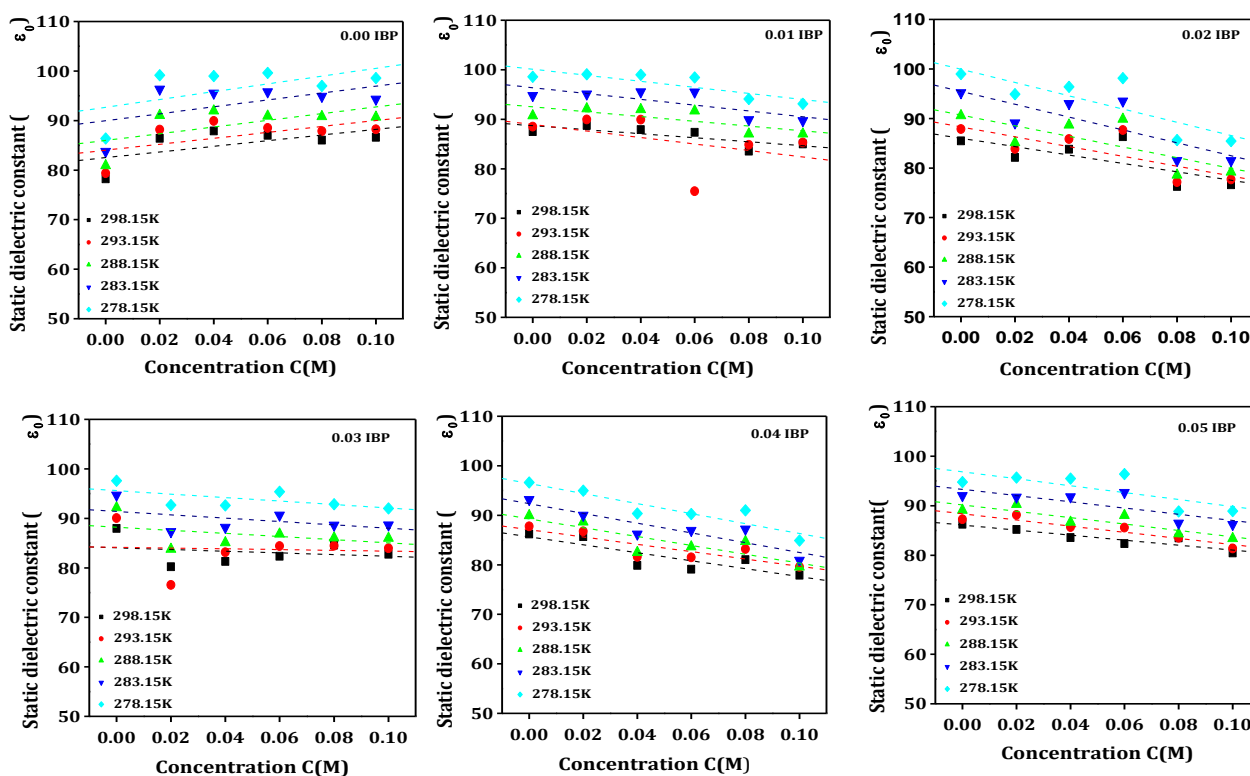 110
0.00 IBP
100
90
80
70
60
50
298.15K
293.15K
288.15K
283.15K
278.15K
Static dielectric constant ( ε0)
0.00 0.02 0.04 0.06 0.08 0.10
Concentration C(M)
110
0.01 IBP
100
90
80
70
60
50
298.15K
293.15K
288.15K
283.15K
278.15K
Static dielectric constant ( ε0)
0.00 0.02 0.04 0.06 0.08 0.10
Concentration C(M)
110
0.02 IBP
100
90
80
70
60
50
298.15K
293.15K
288.15K
283.15K
278.15K
Static dielectric constant ( ε0)
0.00 0.02 0.04 0.06 0.08 0.10
Concentration C(M)
110
0.03 IBP
100
90
80
70
60
50
298.15K
293.15K
288.15K
283.15K
278.15K
Static dielectric constant ( ε0)
0.00 0.02 0.04 0.06 0.08 0.10
Concentration C(M)
110
0.04 IBP
100
90
80
70
60
50
298.15K
293.15K
288.15K
283.15K
278.15K
Static dielectric constant ( ε0)
0.00 0.02 0.04 0.06 0.08 0.10
Concentration C(M)
110
0.05 IBP
100
90
80
70
60
50
298.15K
293.15K
288.15K
283.15K
278.15K
Static dielectric constant ( ε0)
0.00 0.02 0.04 0.06 0.08 0.10
Concentration C(M)